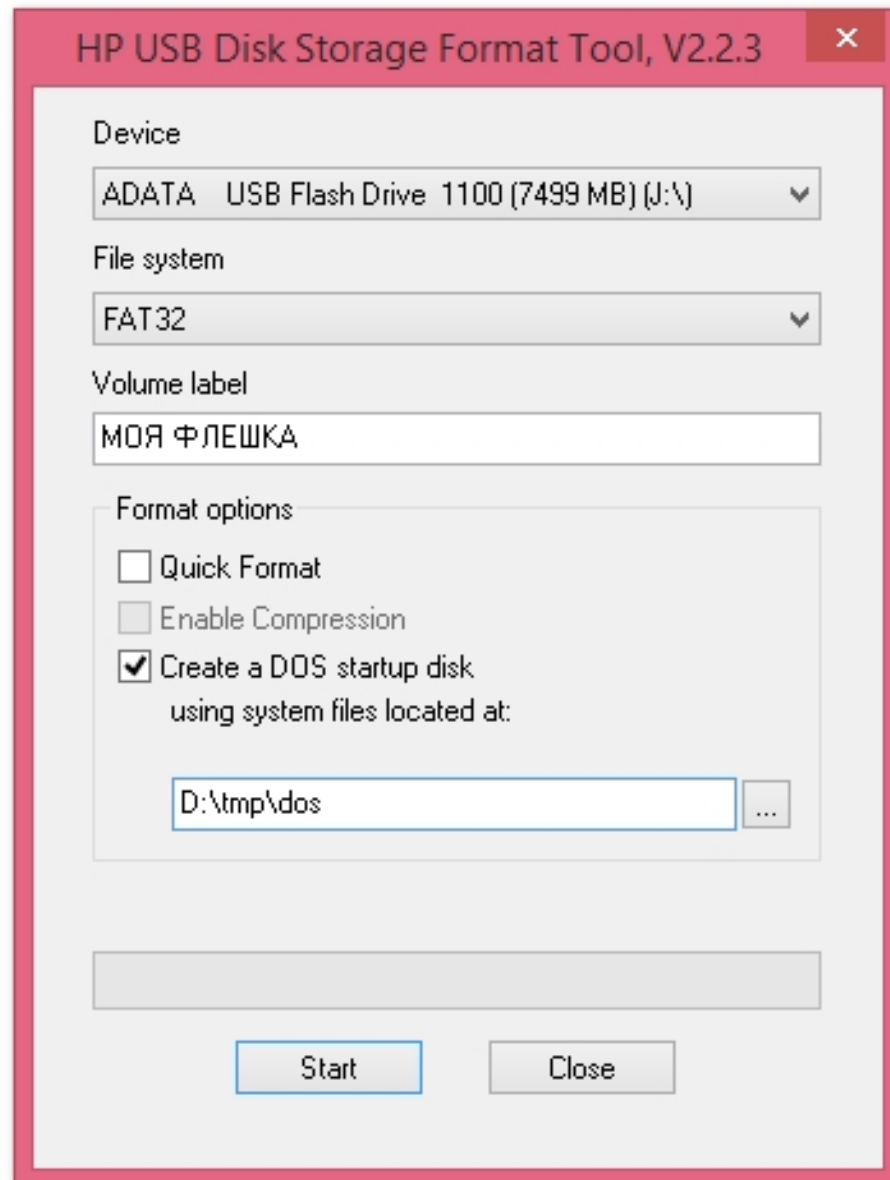 HP USB Disk Storage Format Tool, V2.2.3
Device
ADATA USB Flash Drive 1100 (7499 MB) (J:\)
File system
FAT32
Volume label
МОЯ ФЛЕШКА
Format options
Quick Format
Enable Compression
Create a DOS startup disk
using system files located at:
D:\tmp\dos
...
Start Close